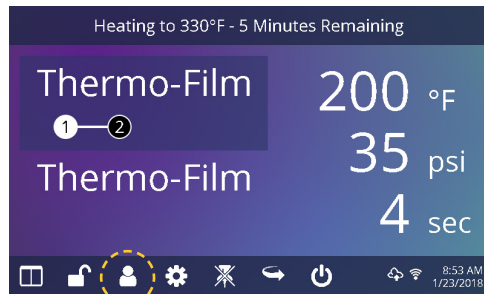 Heating to 330°F - 5 Minutes Remaining
Thermo-Film
1 2
Thermo-Film
200 °F
35 psi
4 sec
8:53 AM
1/23/2018